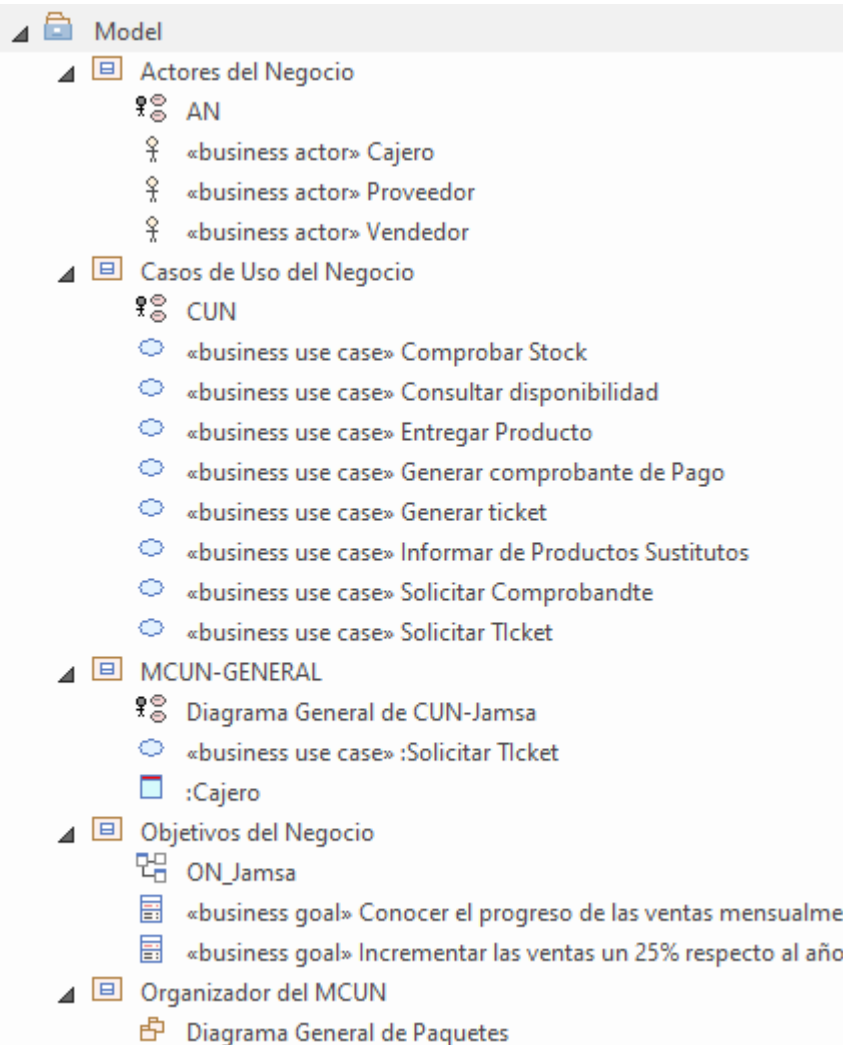 Model
Actores del Negocio
AN
«business actor» Cajero
«business actor» Proveedor
«business actor» Vendedor
Casos de Uso del Negocio
CUN
«business use case» Comprobar Stock
«business use case» Consultar disponibilidad
«business use case» Entregar Producto
«business use case» Generar comprobante de Pago
«business use case» Generar ticket
«business use case» Informar de Productos Sustitutos
«business use case» Solicitar Comprobandte
«business use case» Solicitar TIcket
MCUN-GENERAL
Diagrama General de CUN-Jamsa
«business use case» :Solicitar TIcket
:Cajero
Objetivos del Negocio
ON_Jamsa
«business goal» Conocer el progreso de las ventas mensualme
«business goal» Incrementar las ventas un 25% respecto al año
Organizador del MCUN
Diagrama General de Paquetes